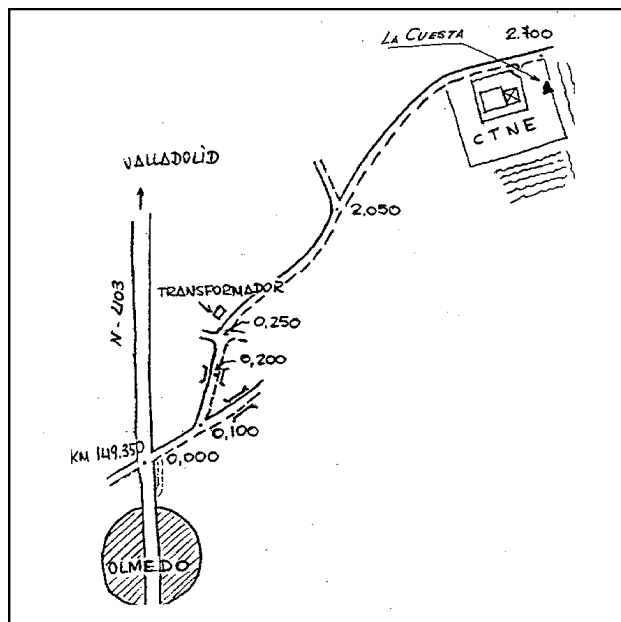 LA CUESTA
2.700
CTNE
VALLADOLID
2.050
N-403
TRANSFORMADOR
0,250
0,200
0,100
KM 149.350
0,000
OLMEDO